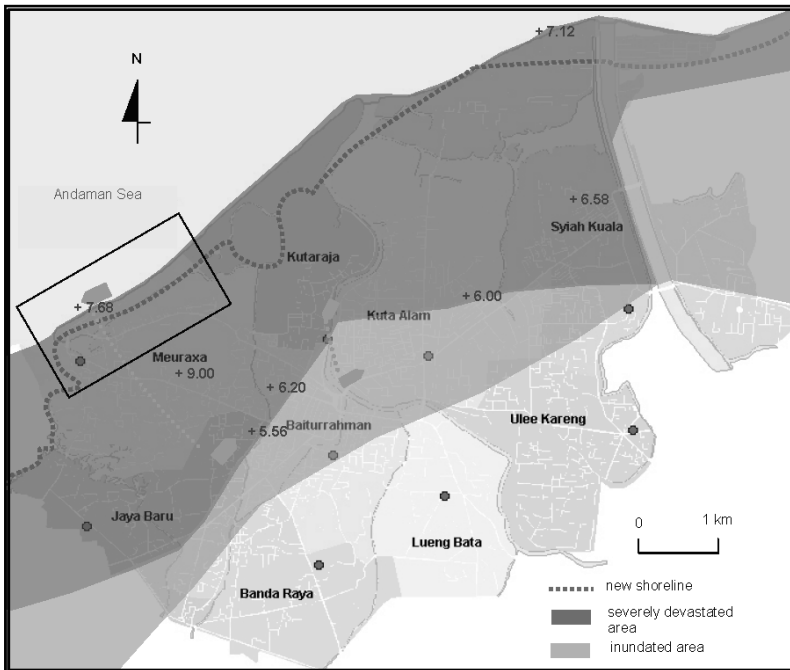 + 7.12
N
Andaman Sea
+ 6.58
Syiah Kuala
Kutaraja
+ 6.00
+ 7.68
Kuta Alam
Meuraxa
+ 9.00
+ 6.20
Ulee Kareng
Baiturrahman
+ 5.56
Jaya Baru
0 1 km
Lueng Bata
Banda Raya
new shoreline
severely devastated
area
inundated area